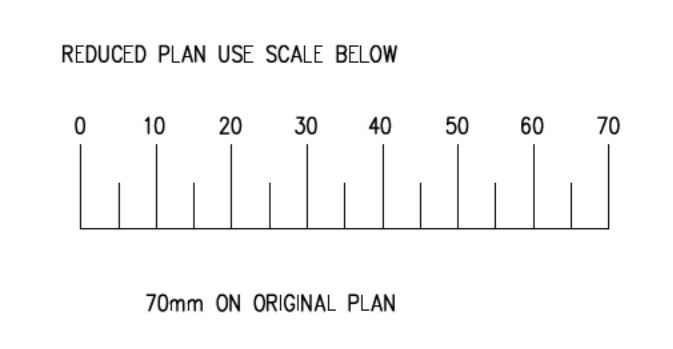 REDUCED PLAN USE SCALE BELOW
0 10 20 30 40 50 60 70
70mm ON ORIGINAL PLAN